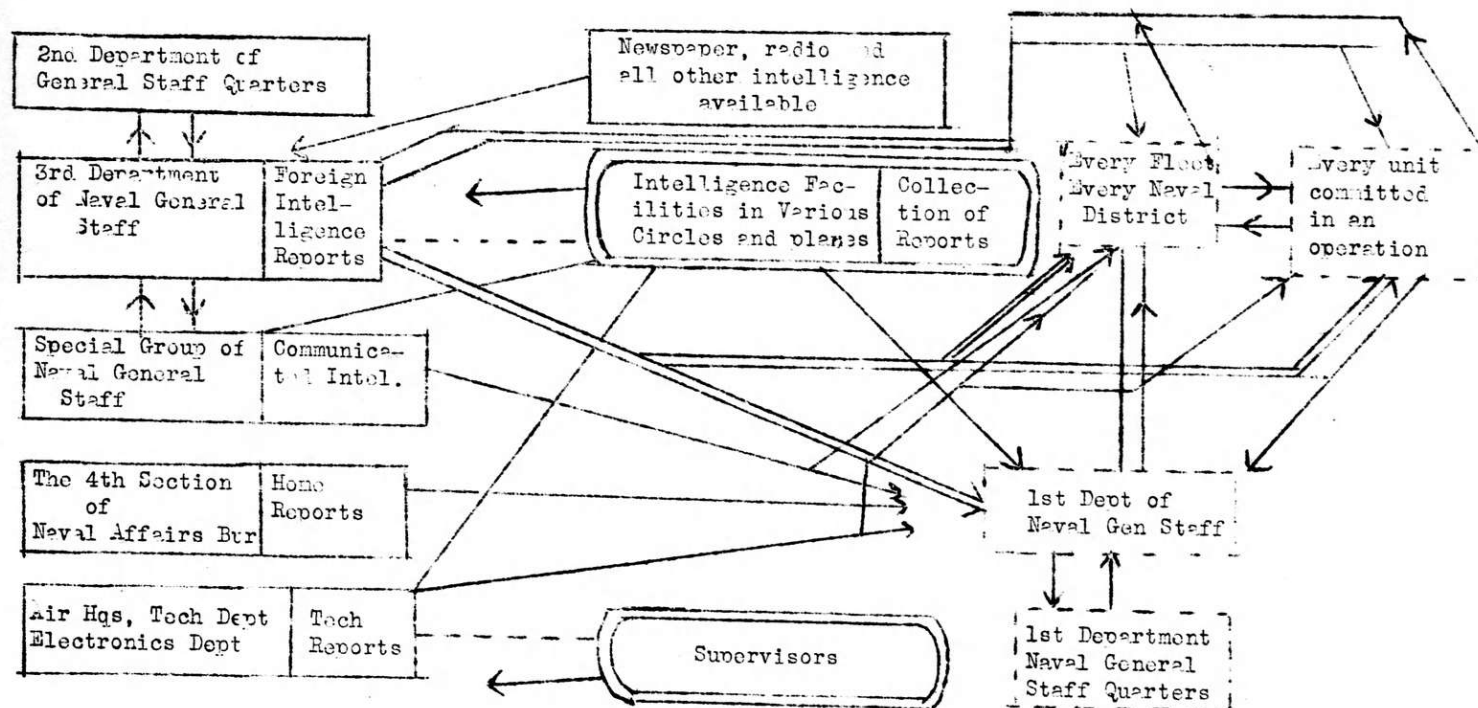 2nd Department of
General Staff Quarters
Newspaper, radio and
all other intelligence
available
3rd Department
of Naval General
Staff
Foreign
Intel-
ligence
Reports
Intelligence Fac-
ilities in Various
Circles and planes
Collec-
tion of
Reports
Every Fleet
Every Naval
District
Every unit
committed
in an
operation
Special Group of
Naval General
Staff
Communica-
Intel.
The 4th Section
of
Naval Affairs Bur
Home
Reports
1st Dept of
Naval Gen Staff
Air Hqs, Tech Dept
Electronics Dept
Tech
Reports
Supervisors
1st Department
Naval General
Staff Quarters